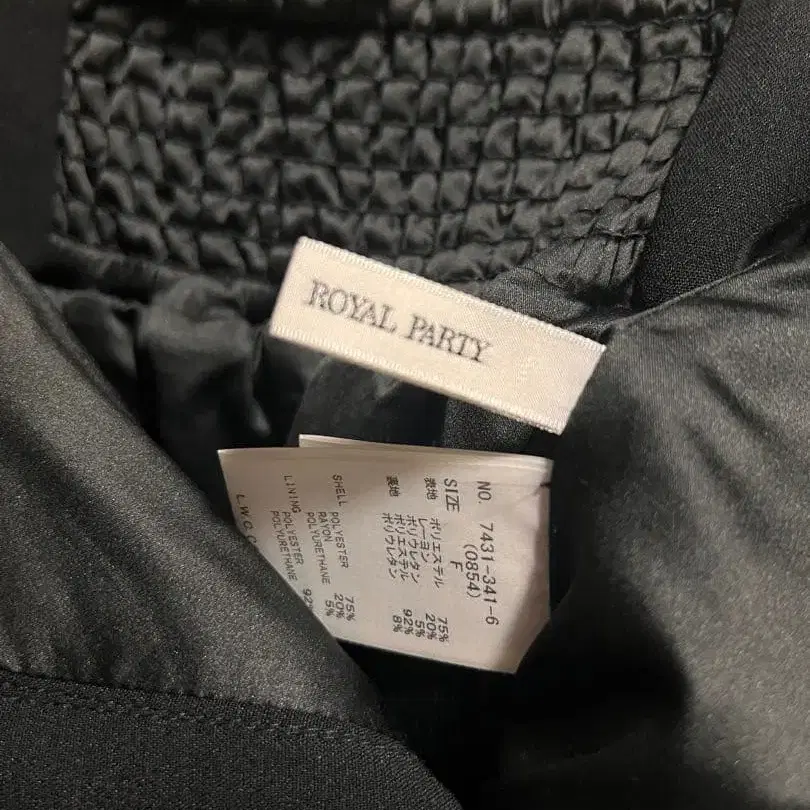 ROYAL PARTY
NO. 7431-341-6
(0854)
SIZE F
表地 ポリエステル 75%
レーヨン 20%
ポリウレタン 5%
裏地 ポリエステル 92%
ポリウレタン 8%
SHELL POLYESTER 75%
RAYON 20%
POLYURETHANE 5%
LINING POLYESTER 92
POLYURETHANE
L.W.C.C